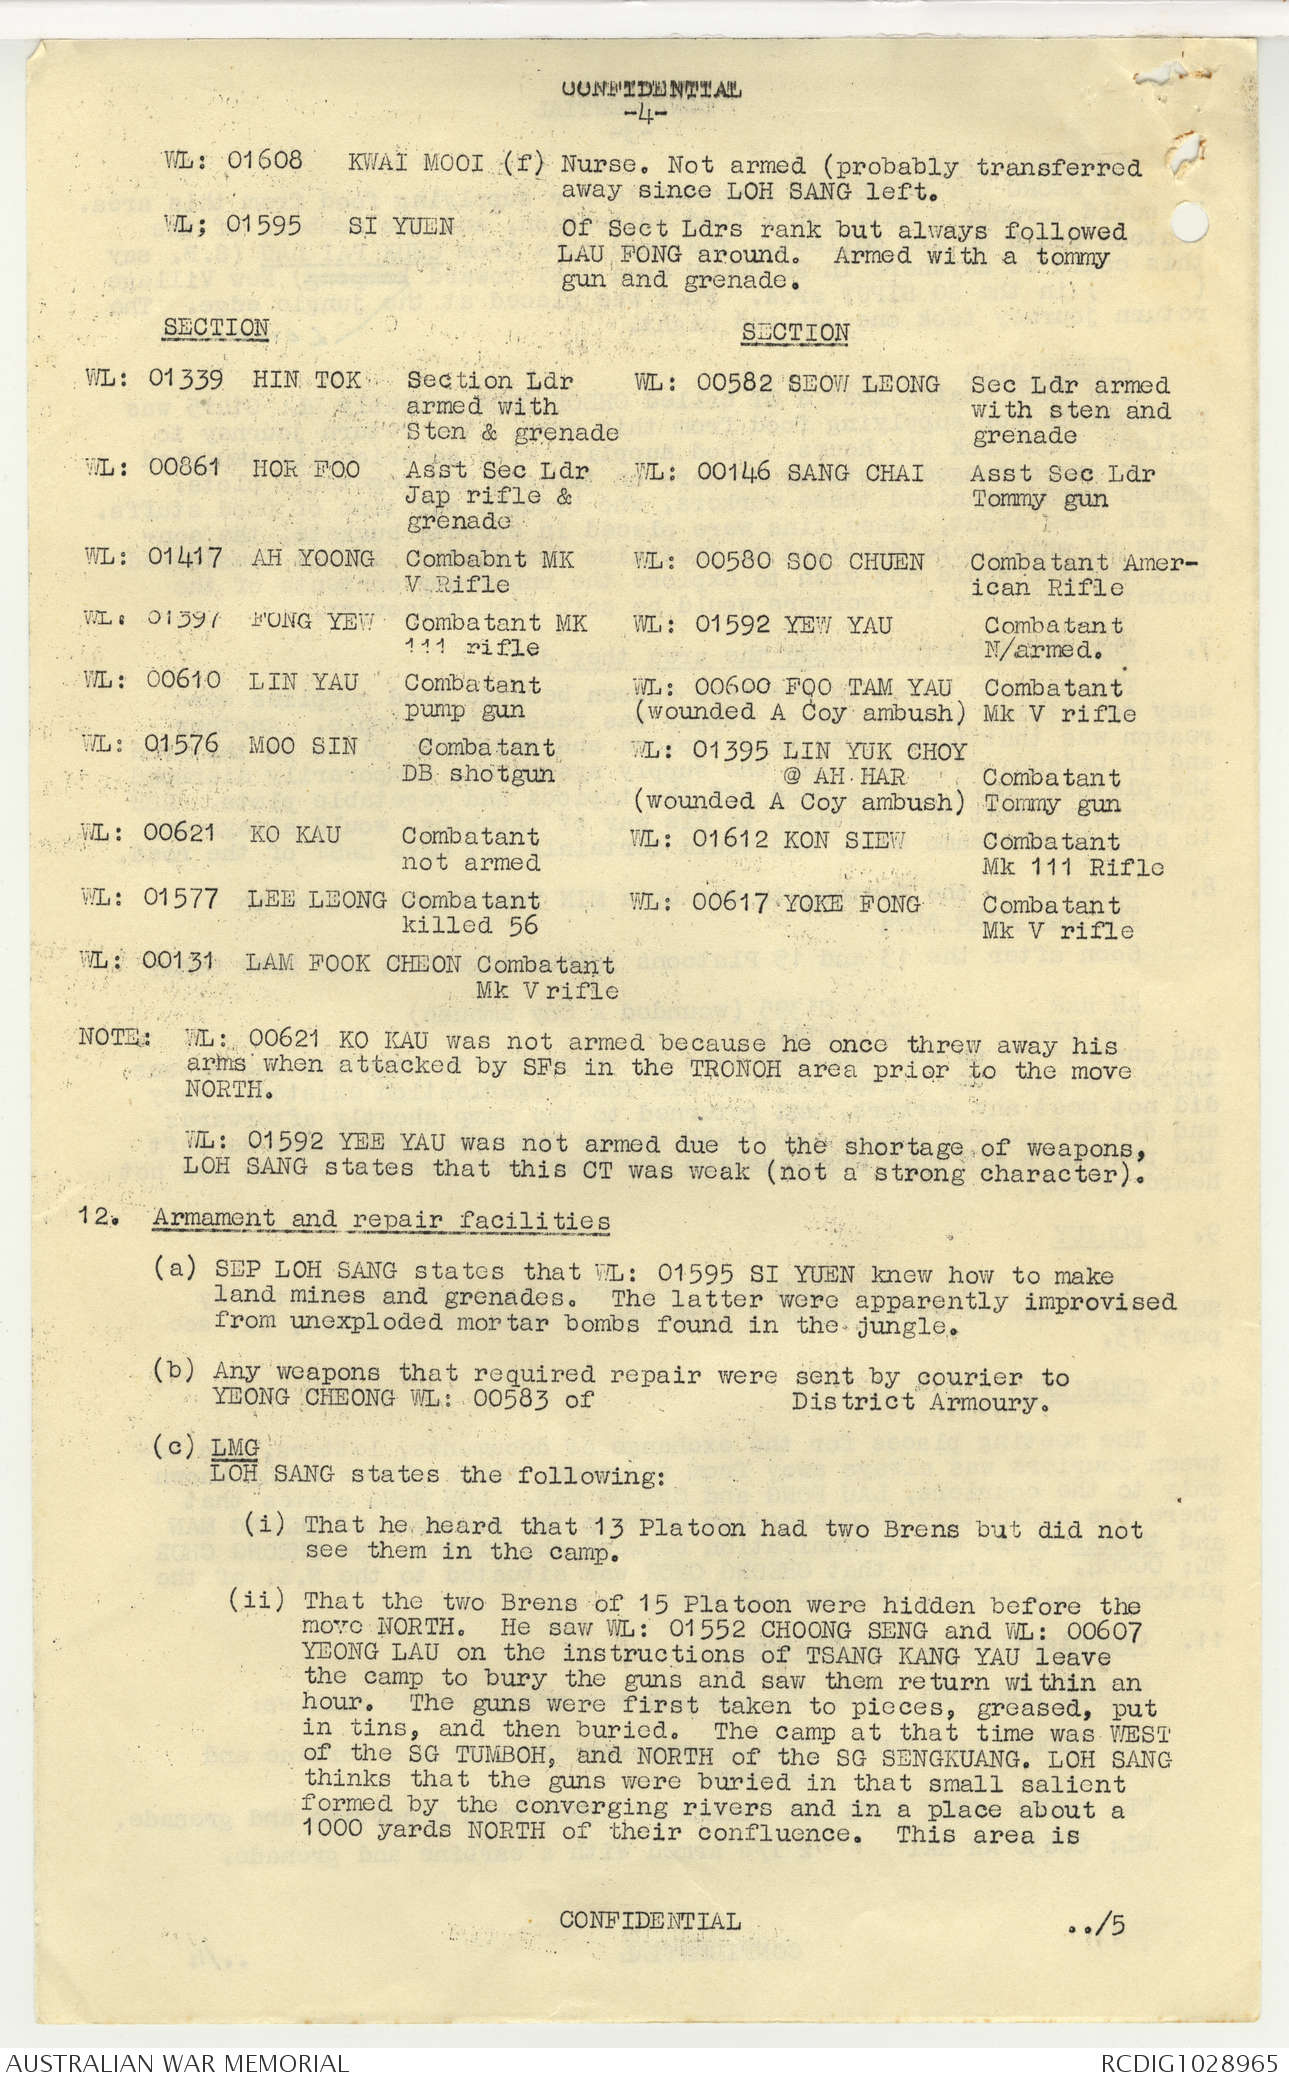 CONFIDENTIAL
-4-
WL: 01608 KWAI MOOI (f) Nurse. Not armed (probably transferred
away since LOH SANG left.
WL; 01595 SI YUEN Of Sect Ldrs rank but always followed
LAU FONG around. Armed with a tommy
gun and grenade.
SECTION SECTION
WL: 01339 HIN TOK Section Ldr WL: 00582 SEOW LEONG Sec Ldr armed
armed with with sten and
Sten & grenade grenade
WL: 00861 HOR FOO Asst Sec Ldr WL: 00146 SANG CHAI Asst Sec Ldr
Jap rifle & Tommy gun
grenade
WL: 01417 AH YOONG Combabnt MK WL: 00580 SOO CHUEN Combatant Amer-
V Rifle ican Rifle
WL: 01397 FONG YEW Combatant MK WL: 01592 YEW YAU Combatant
111 rifle N/armed.
WL: 00610 LIN YAU Combatant WL: 00600 FOO TAM YAU Combatant
pump gun (wounded A Coy ambush) Mk V rifle
WL: 01576 MOO SIN Combatant WL: 01395 LIN YUK CHOY
DB shotgun @ AH HAR Combatant
(wounded A Coy ambush) Tommy gun
WL: 00621 KO KAU Combatant WL: 01612 KON SIEW Combatant
not armed Mk 111 Rifle
WL: 01577 LEE LEONG Combatant WL: 00617 YOKE FONG Combatant
killed 56 Mk V rifle
WL: 00131 LAM FOOK CHEON Combatant
Mk V rifle
NOTE: WL: 00621 KO KAU was not armed because he once threw away his
arms when attacked by SFs in the TRONOH area prior to the move
NORTH.
WL: 01592 YEE YAU was not armed due to the shortage of weapons,
LOH SANG states that this CT was weak (not a strong character).
12. Armament and repair facilities
(a) SEP LOH SANG states that WL: 01595 SI YUEN knew how to make
land mines and grenades. The latter were apparently improvised
from unexploded mortar bombs found in the jungle.
(b) Any weapons that required repair were sent by courier to
YEONG CHEONG WL: 00583 of District Armoury.
(c) LMG
LOH SANG states the following:
(i) That he heard that 13 Platoon had two Brens but did not
see them in the camp.
(ii) That the two Brens of 15 Platoon were hidden before the
move NORTH. He saw WL: 01552 CHOONG SENG and WL: 00607
YEONG LAU on the instructions of TSANG KANG YAU leave
the camp to bury the guns and saw them return within an
hour. The guns were first taken to pieces, greased, put
in tins, and then buried. The camp at that time was WEST
of the SG TUMBOH, and NORTH of the SG SENGKUANG. LOH SANG
thinks that the guns were buried in that small salient
formed by the converging rivers and in a place about a
1000 yards NORTH of their confluence. This area is
CONFIDENTIAL ../5
AUSTRALIAN WAR MEMORIAL RCDIG1028965